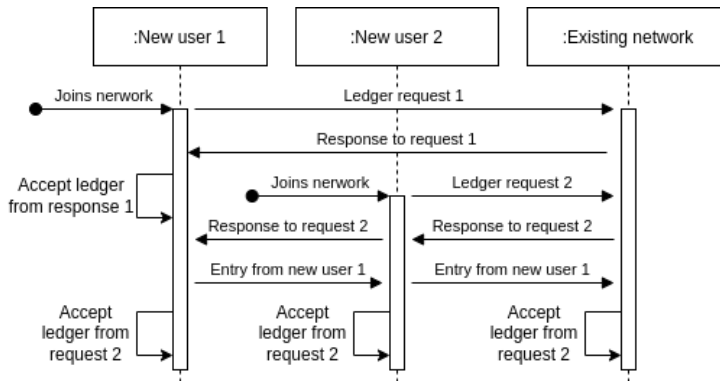 :New user 1
:New user 2
:Existing network
Joins nerwork
Ledger request 1
Response to request 1
Accept ledger
from response 1
Joins nerwork
Ledger request 2
Response to request 2
Response to request 2
Entry from new user 1
Entry from new user 1
Accept
ledger from
request 2
Accept
ledger from
request 2
Accept
ledger from
request 2